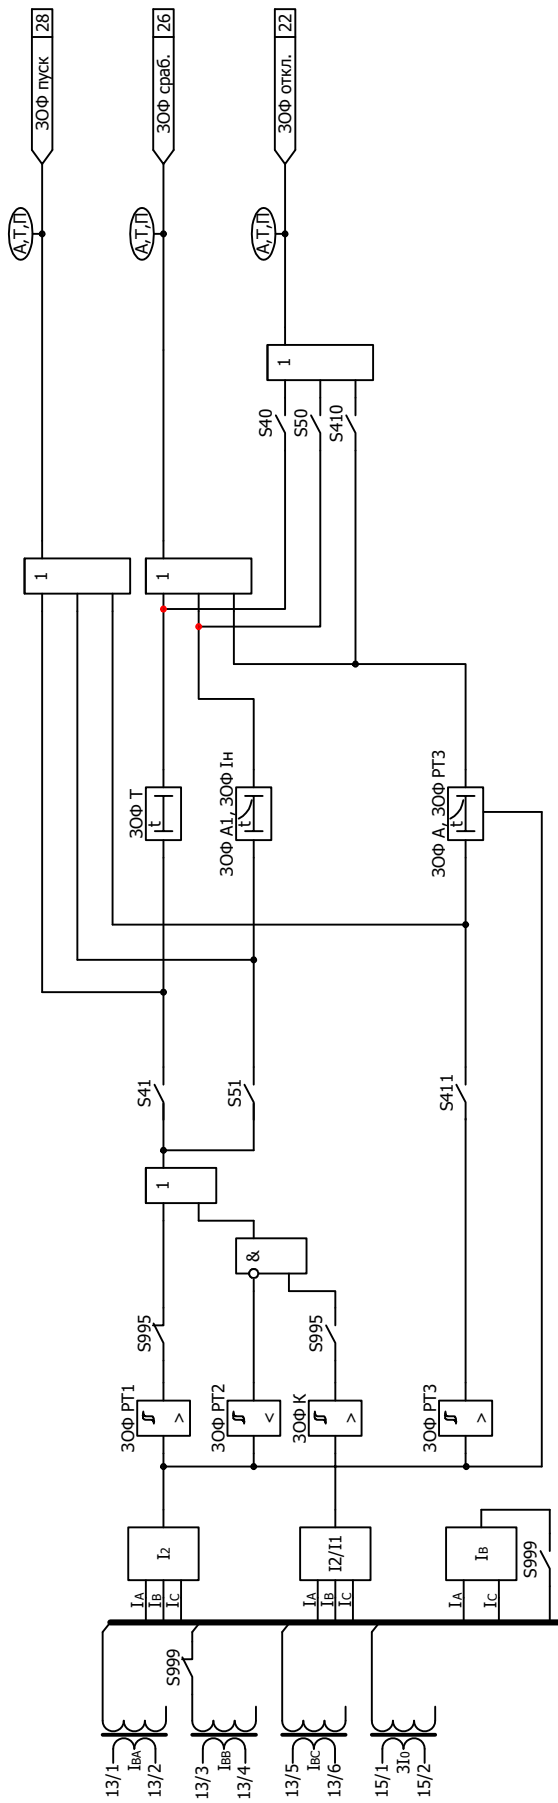 13/1
IВА
13/2
13/3
IВВ
13/4
13/5
IВС
13/6
15/1
3I0
15/2
S999
IА
IВ
IС
I2
IА
IВ
IС
I2/I1
IА
IС
IВ
S999
ЗОФ РТ1
>
ЗОФ РТ2
<
ЗОФ К
>
ЗОФ РТ3
>
S995
S995
&
1
S41
S51
S411
ЗОФ Т
t
ЗОФ А1, ЗОФ Iн
t
ЗОФ А, ЗОФ РТ3
t
1
1
S40
S50
S410
1
А,Т,П
А,Т,П
А,Т,П
ЗОФ пуск 28
ЗОФ сраб. 26
ЗОФ откл. 22